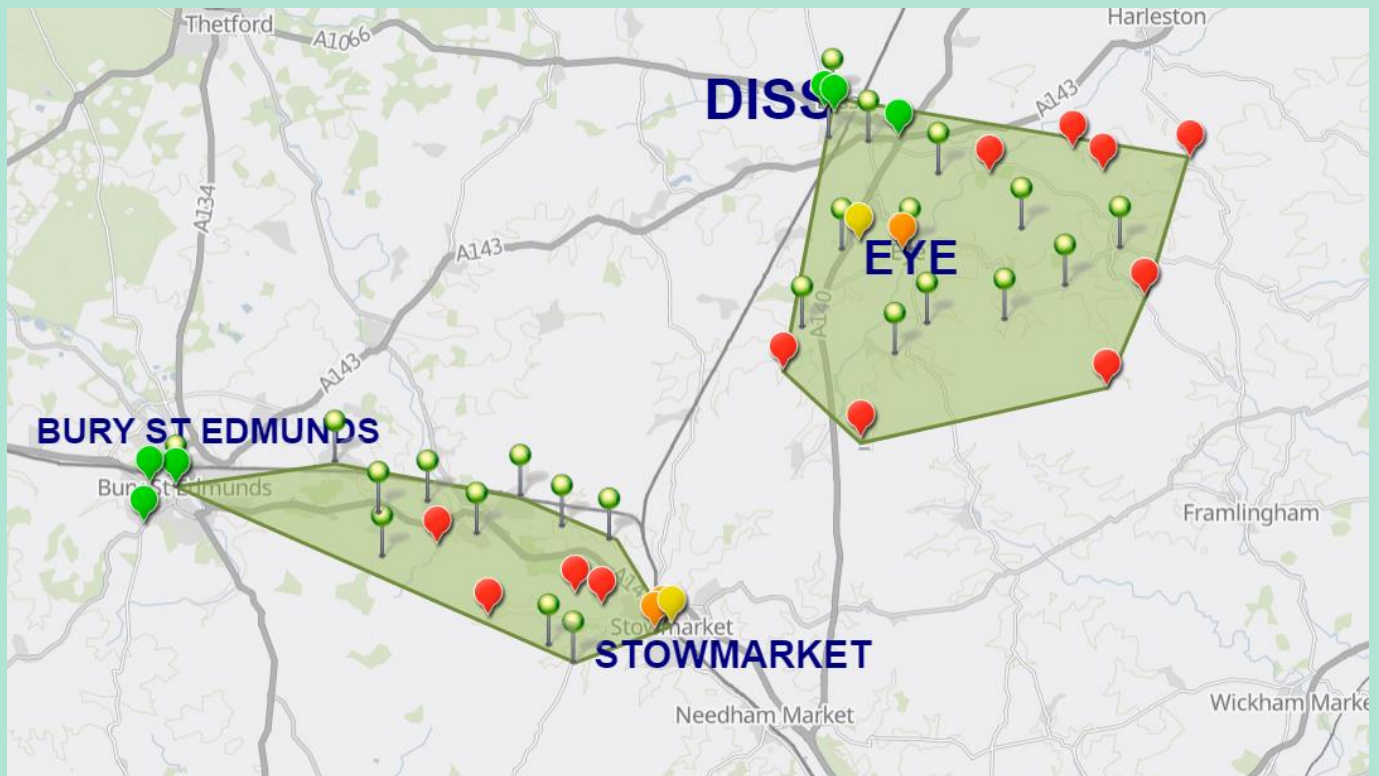 Thetford
Harleston
A1066
DISS
A143
A134
A143
EYE
A140
A143
BURY ST EDMUNDS
Bury St Edmunds
Framlingham
A14
Stowmarket
STOWMARKET
Wickham Marke
Needham Market